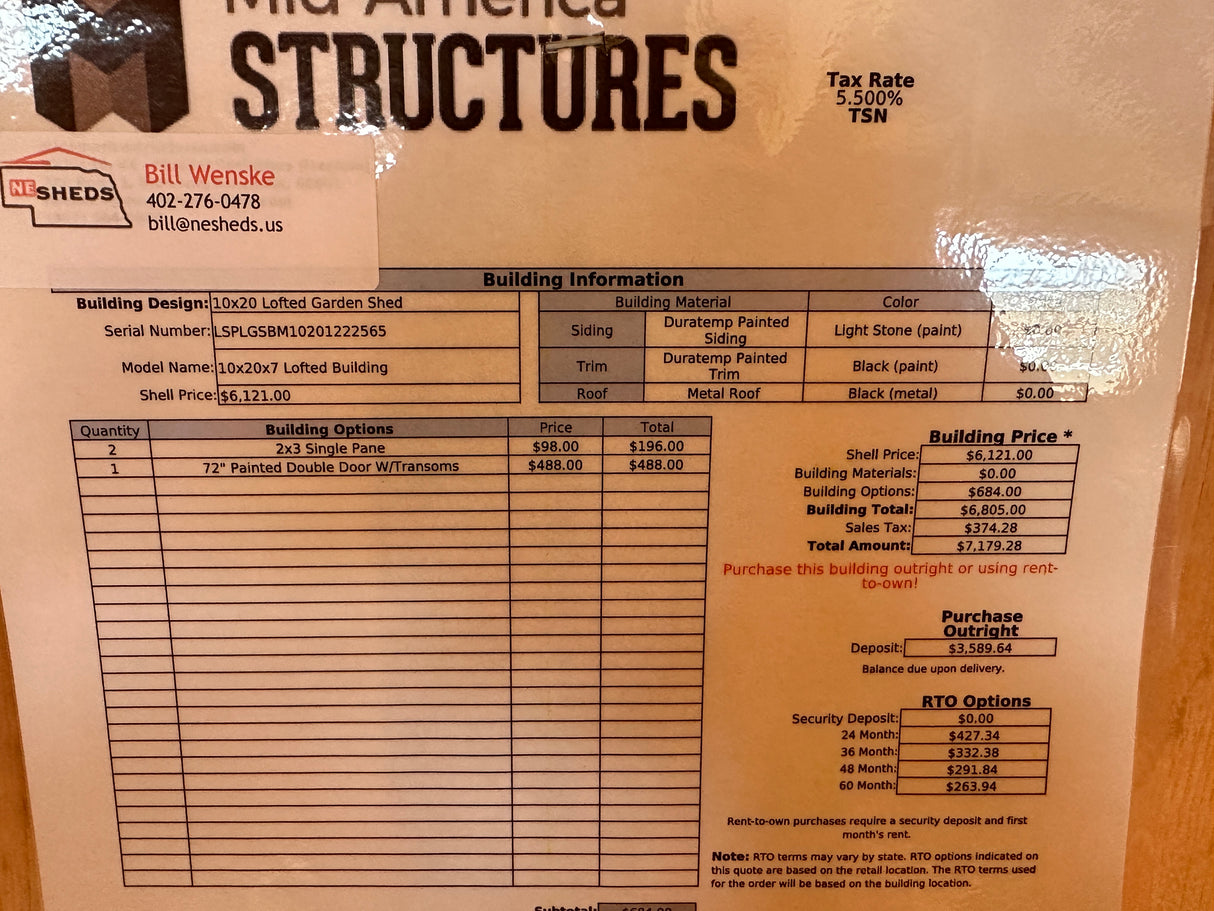 Mid-America
STRUCTURES
Tax Rate
5.500%
TSN
NE SHEDS
Bill Wenske
402-276-0478
bill@nesheds.us
Building Information
Building Design: 10x20 Lofted Garden Shed
Serial Number: LSPLGSBM10201222565
Model Name: 10x20x7 Lofted Building
Shell Price: $6,121.00
Building Material Color
Siding Duratemp Painted Siding Light Stone (paint) $0.00
Trim Duratemp Painted Trim Black (paint) $0.00
Roof Metal Roof Black (metal) $0.00
Quantity Building Options Price Total
2 2x3 Single Pane $98.00 $196.00
1 72" Painted Double Door W/Transoms $488.00 $488.00
Building Price *
Shell Price: $6,121.00
Building Materials: $0.00
Building Options: $684.00
Building Total: $6,805.00
Sales Tax: $374.28
Total Amount: $7,179.28
Purchase this building outright or using rent-
to-own!
Purchase
Outright
Deposit: $3,589.64
Balance due upon delivery.
RTO Options
Security Deposit: $0.00
24 Month: $427.34
36 Month: $332.38
48 Month: $291.84
60 Month: $263.94
Rent-to-own purchases require a security deposit and first
month's rent.
Note: RTO terms may vary by state. RTO options indicated on
this quote are based on the retail location. The RTO terms used
for the order will be based on the building location.
Subtotal: $684.00